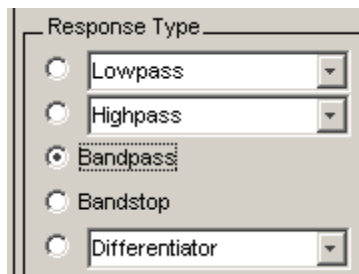 Response Type
Lowpass
Highpass
Bandpass
Bandstop
Differentiator